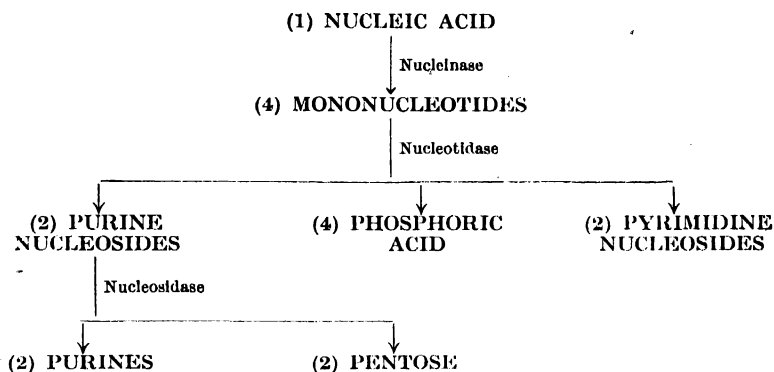 (1) NUCLEIC ACID
Nucleinase
(4) MONONUCLEOTIDES
Nucleotidase
(2) PURINE NUCLEOSIDES
(4) PHOSPHORIC ACID
(2) PYRIMIDINE NUCLEOSIDES
Nucleosidase
(2) PURINES
(2) PENTOSE